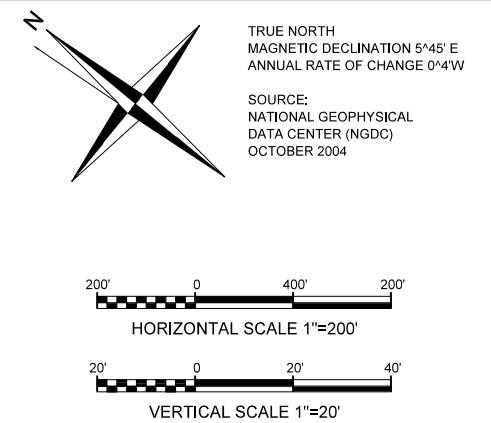 N
TRUE NORTH
MAGNETIC DECLINATION 5^45' E
ANNUAL RATE OF CHANGE 0^4'W
SOURCE:
NATIONAL GEOPHYSICAL
DATA CENTER (NGDC)
OCTOBER 2004
200' 0 400' 200'
HORIZONTAL SCALE 1"=200'
20' 0 20' 40'
VERTICAL SCALE 1"=20'